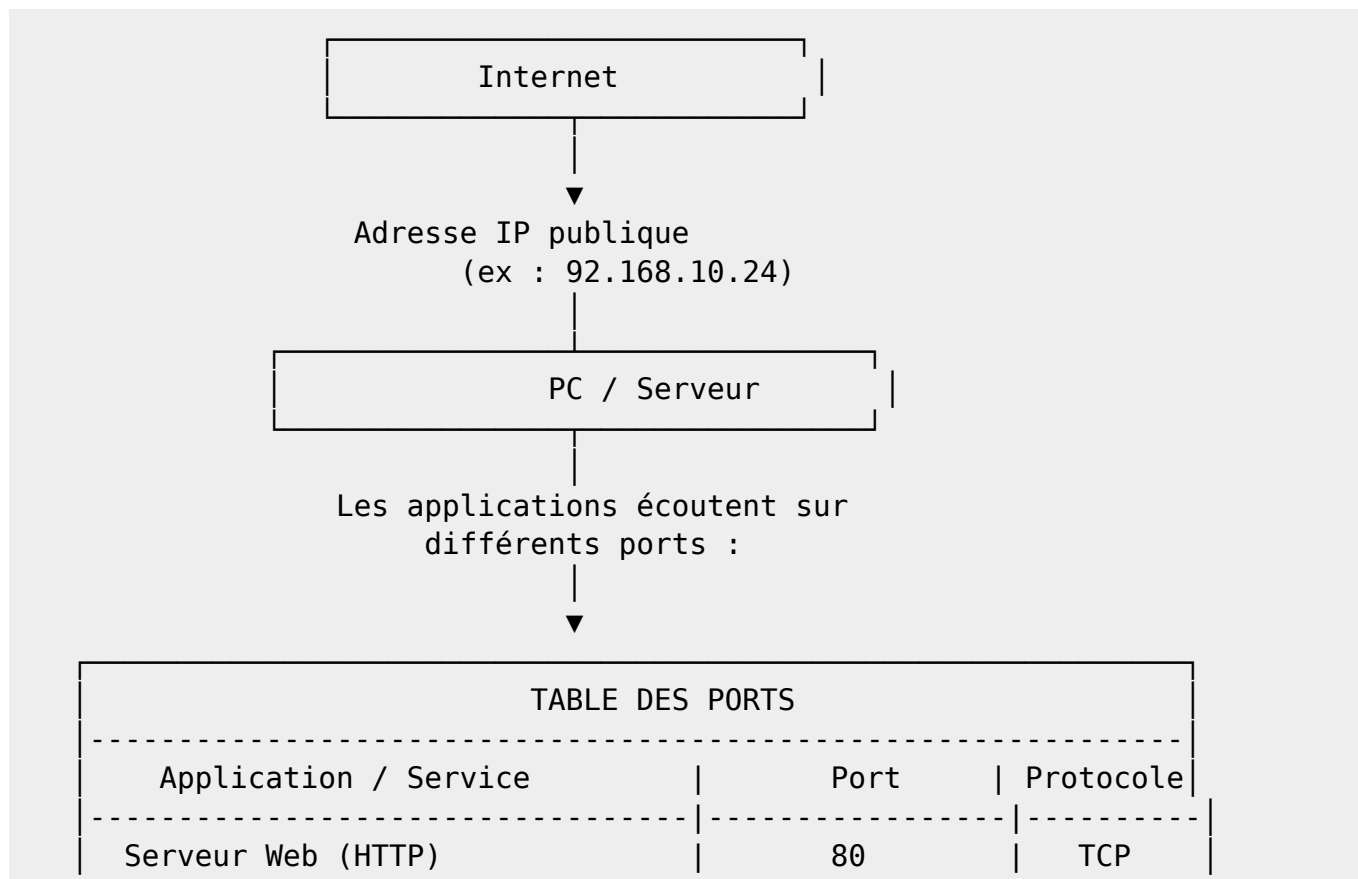 Internet
Adresse IP publique
(ex : 92.168.10.24)
PC / Serveur
Les applications écoutent sur
différents ports :
TABLE DES PORTS
Application / Service | Port | Protocole
Serveur Web (HTTP) | 80 | TCP